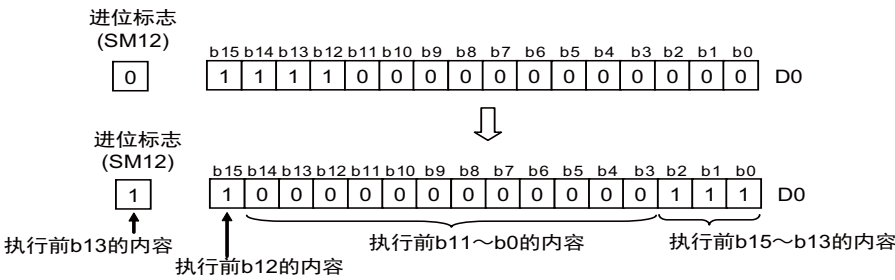 进位标志
(SM12)
b15 b14 b13 b12 b11 b10 b9 b8 b7 b6 b5 b4 b3 b2 b1 b0
0 1 1 1 1 0 0 0 0 0 0 0 0 0 0 0 0 D0
进位标志
(SM12)
b15 b14 b13 b12 b11 b10 b9 b8 b7 b6 b5 b4 b3 b2 b1 b0
1 1 0 0 0 0 0 0 0 0 0 0 0 0 1 1 1 D0
执行前b13的内容 执行前b11～b0的内容 执行前b15～b13的内容
执行前b12的内容